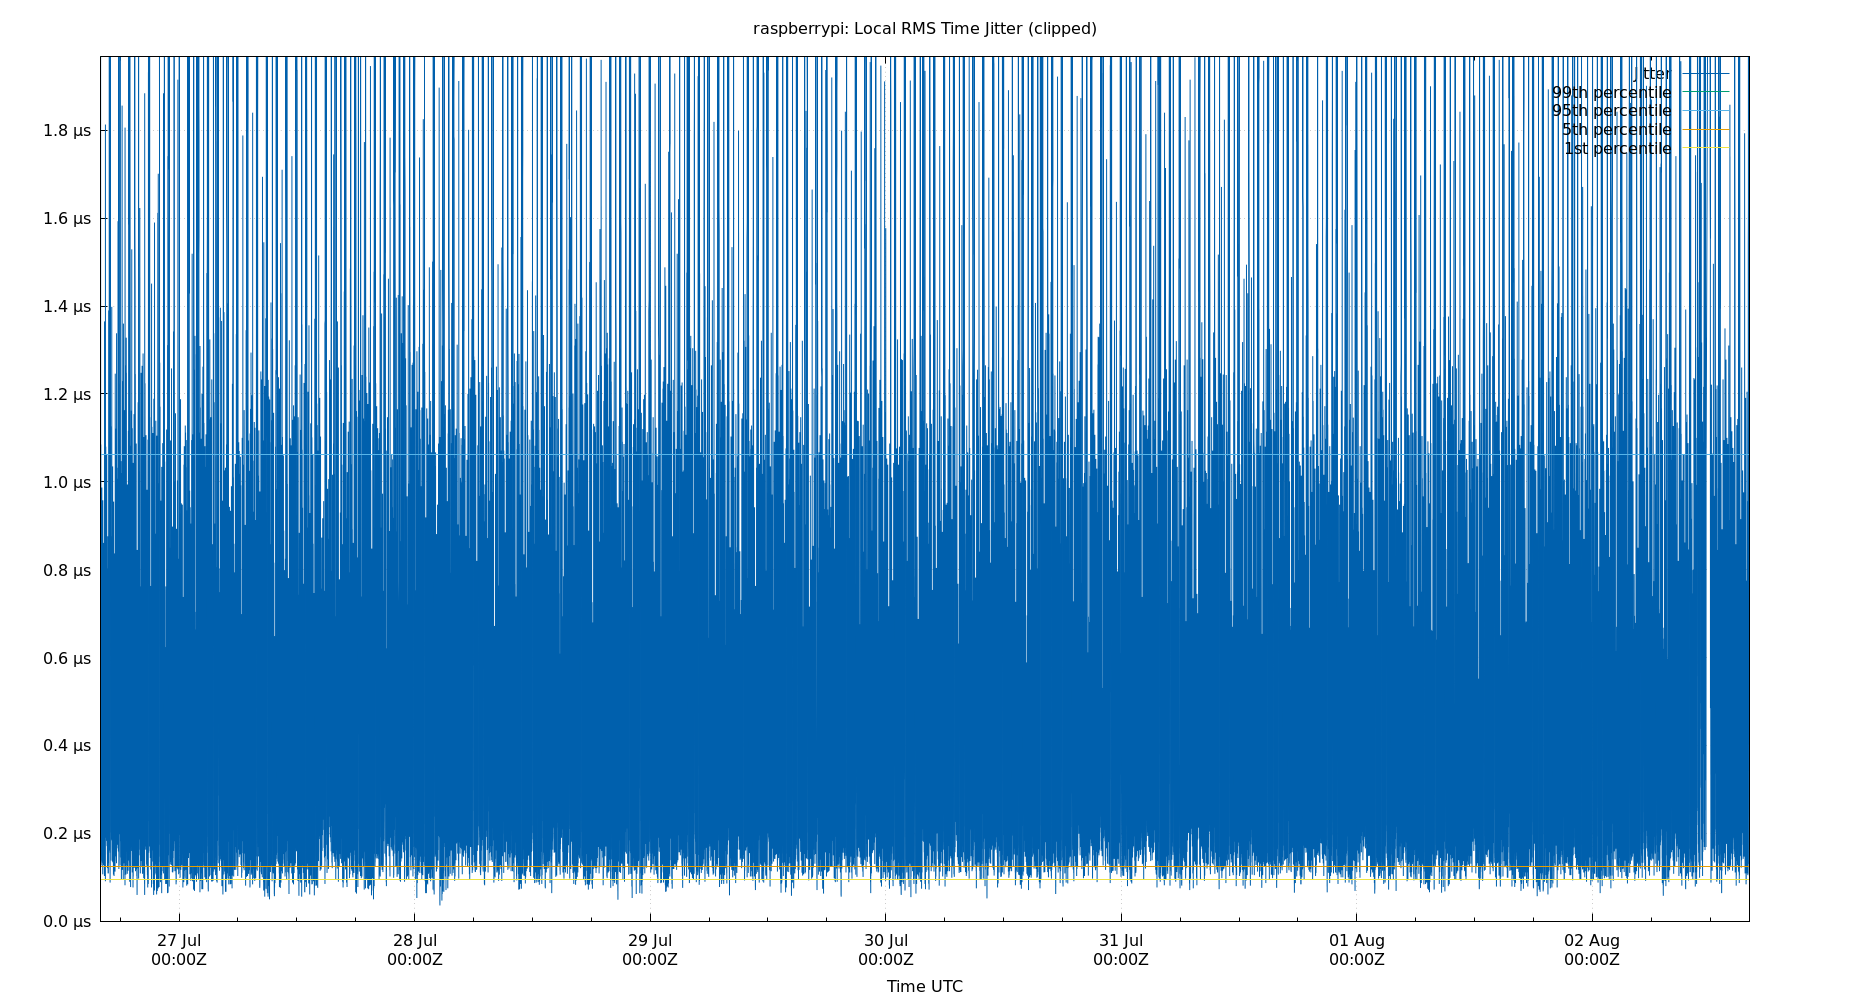 raspberrypi: Local RMS Time Jitter (clipped)
jitter
99th percentile
95th percentile
5th percentile
1st percentile
1.8 µs
1.6 µs
1.4 µs
1.2 µs
1.0 µs
0.8 µs
0.6 µs
0.4 µs
0.2 µs
0.0 µs
27 Jul 28 Jul 29 Jul 30 Jul 31 Jul 01 Aug 02 Aug
00:00Z 00:00Z 00:00Z 00:00Z 00:00Z 00:00Z 00:00Z
Time UTC